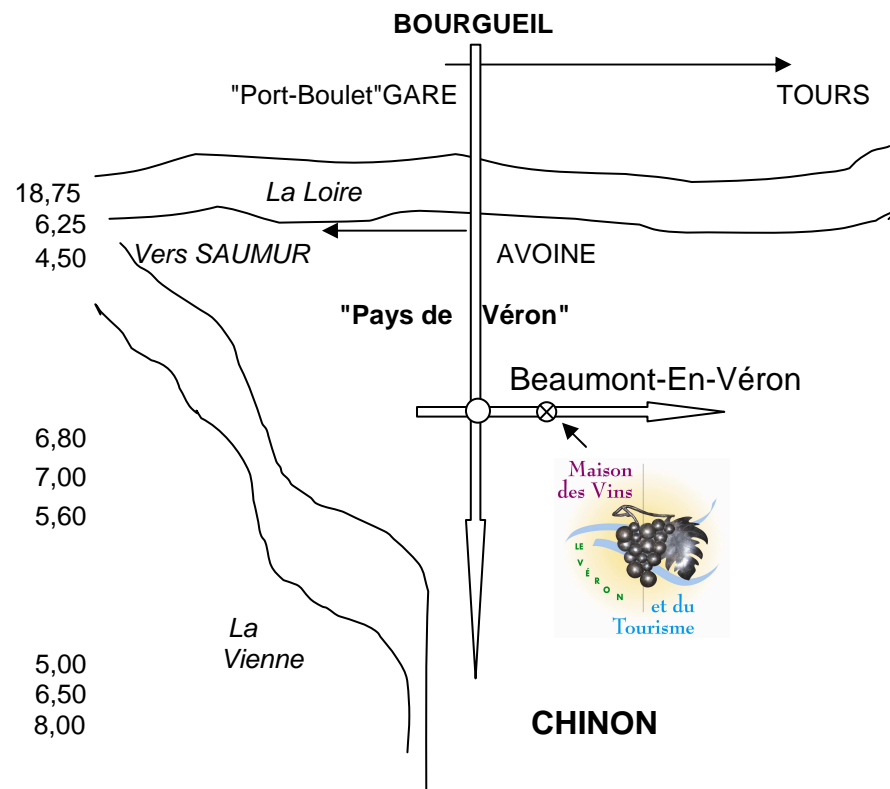 BOURGUEIL
"Port-Boulet"GARE
TOURS
18,75
La Loire
6,25
4,50
Vers SAUMUR
AVOINE
"Pays de Véron"
Beaumont-En-Véron
6,80
7,00
5,60
Maison
des Vins
LE VÉRON
et du
Tourisme
La
Vienne
5,00
6,50
8,00
CHINON